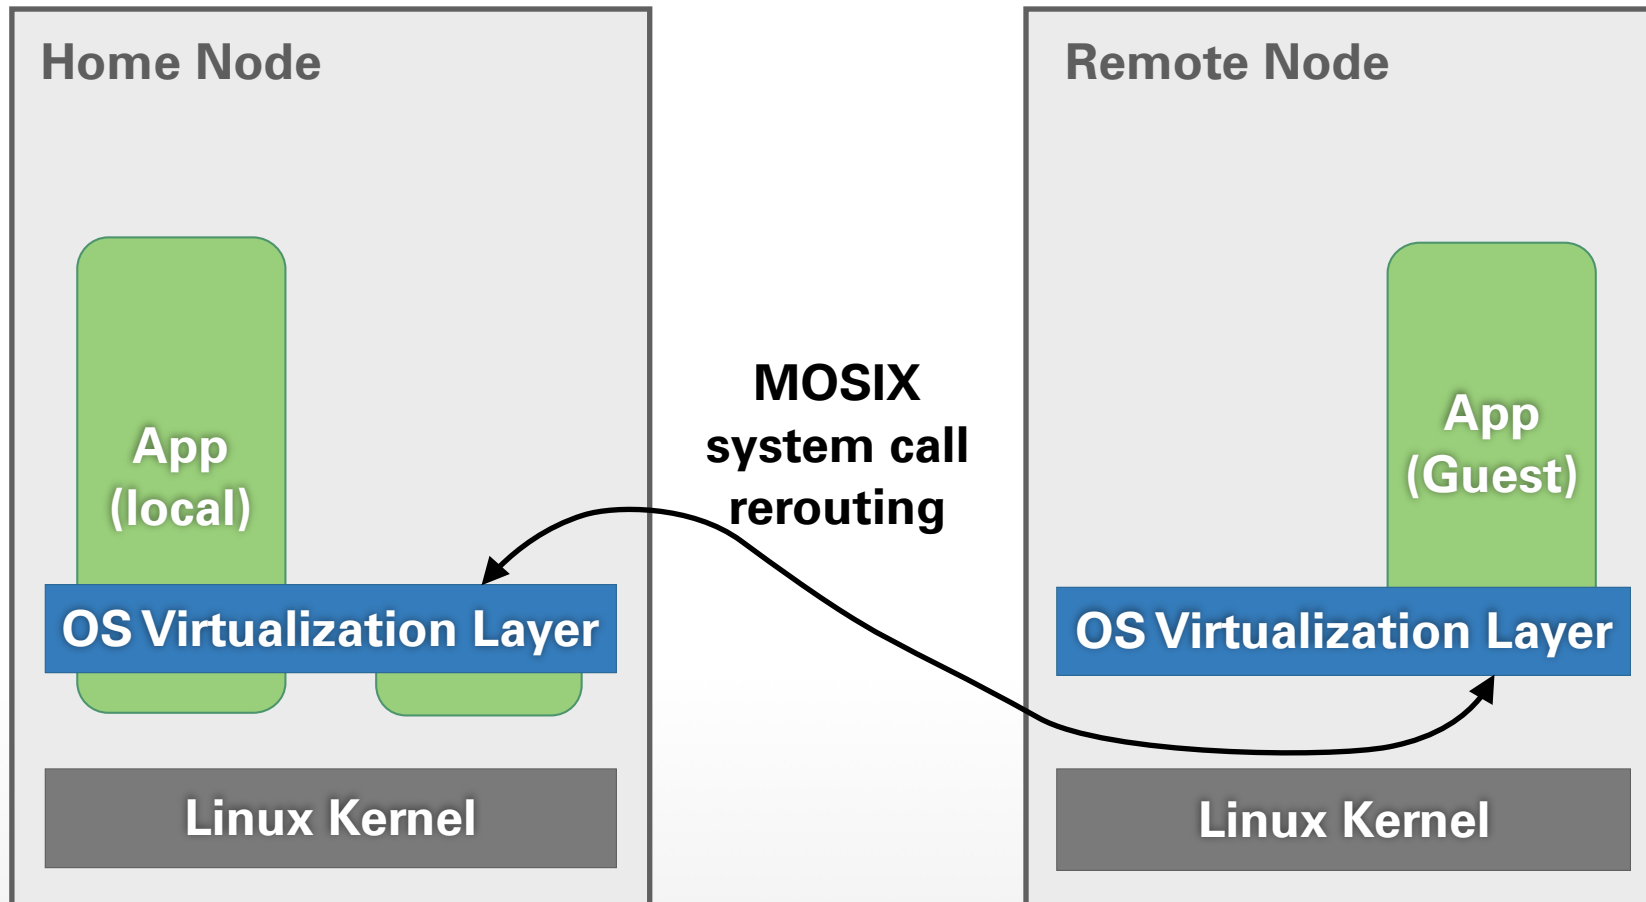 Home Node
App
(local)
OS Virtualization Layer
Linux Kernel
MOSIX
system call
rerouting
Remote Node
App
(Guest)
OS Virtualization Layer
Linux Kernel